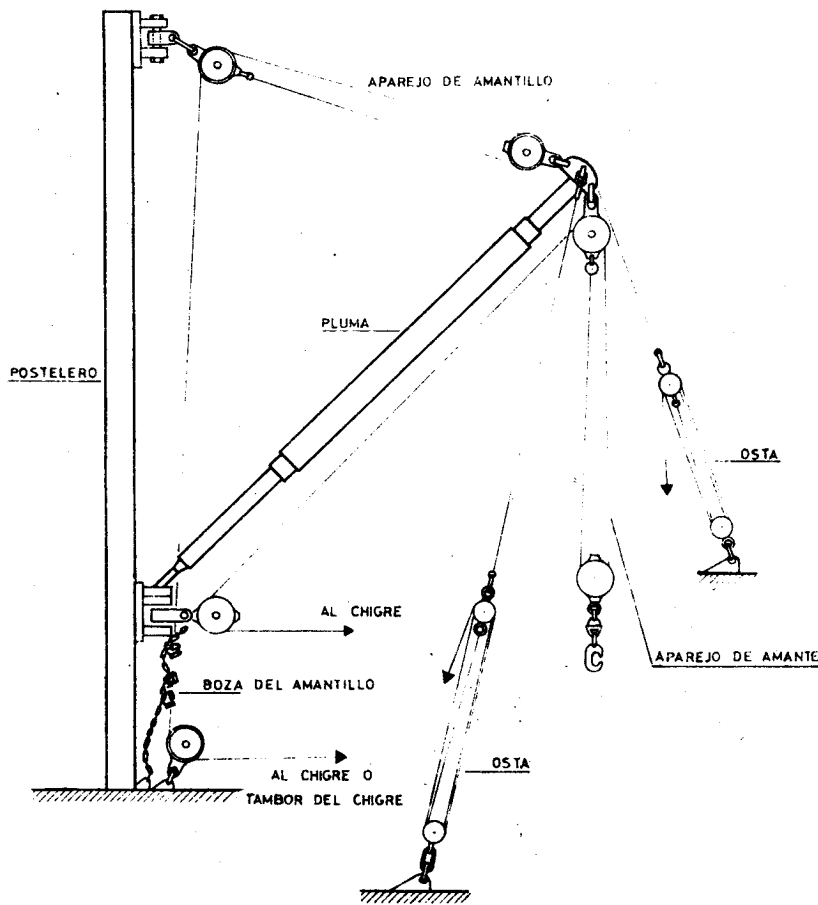 APAREJO DE AMANTILLO
PLUMA
POSTELERO
OSTA
AL CHIGRE
APAREJO DE AMANTE
BOZA DEL AMANTILLO
OSTA
AL CHIGRE O
TAMBOR DEL CHIGRE